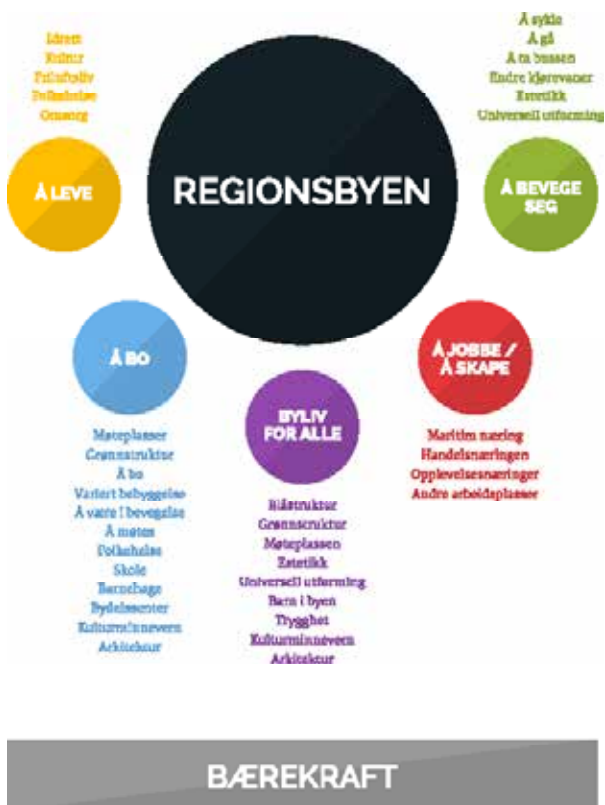 Idrett
Kultur
Friluftsliv
Folkehelse
Omsorg
Å LEVE
REGIONSBYEN
Å sykle
Å gå
Å ta bussen
Endre kjørevaner
Estetikk
Universell utforming
Å BEVEGE
SEG
Å BO
Møteplasser
Grønnstruktur
Å bo
Variert bebyggelse
Å være i bevegelse
Å møtes
Folkehelse
Skole
Barnehage
Bydelssenter
Kulturminnevern
Arkitektur
BYLIV
FOR ALLE
Blåstruktur
Grønnstruktur
Møteplassen
Estetikk
Universell utforming
Barn i byen
Trygghet
Kulturminnevern
Arkitektur
Å JOBBE /
Å SKAPE
Maritim næring
Handelsnæringen
Opplevelsesnæringer
Andre arbeidsplasser
BÆREKRAFT